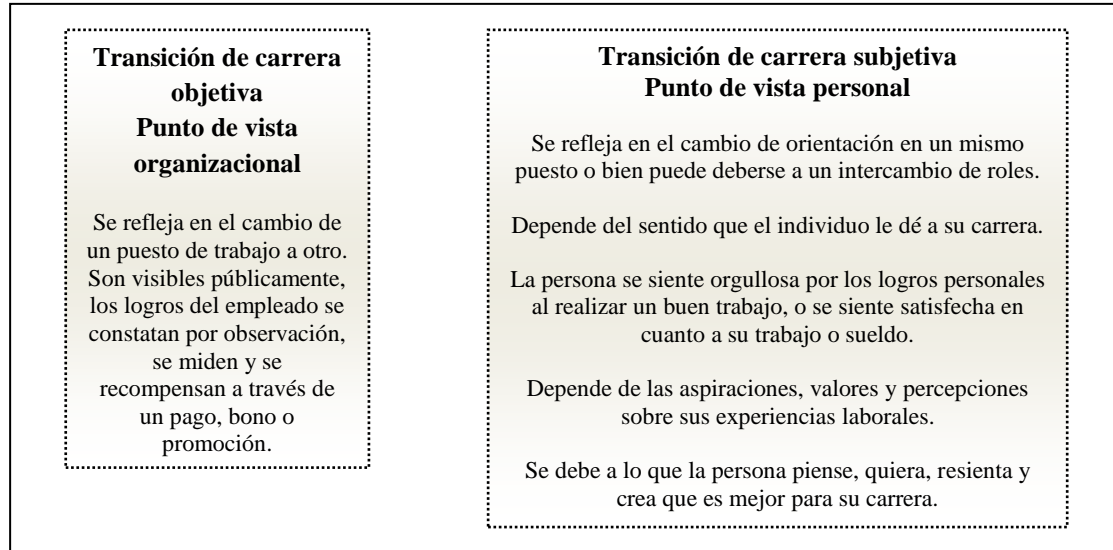 Transición de carrera
objetiva
Punto de vista
organizacional
Se refleja en el cambio de
un puesto de trabajo a otro.
Son visibles públicamente,
los logros del empleado se
constatan por observación,
se miden y se
recompensan a través de
un pago, bono o
promoción.
Transición de carrera subjetiva
Punto de vista personal
Se refleja en el cambio de orientación en un mismo
puesto o bien puede deberse a un intercambio de roles.
Depende del sentido que el individuo le dé a su carrera.
La persona se siente orgullosa por los logros personales
al realizar un buen trabajo, o se siente satisfecha en
cuanto a su trabajo o sueldo.
Depende de las aspiraciones, valores y percepciones
sobre sus experiencias laborales.
Se debe a lo que la persona piense, quiera, resienta y
crea que es mejor para su carrera.